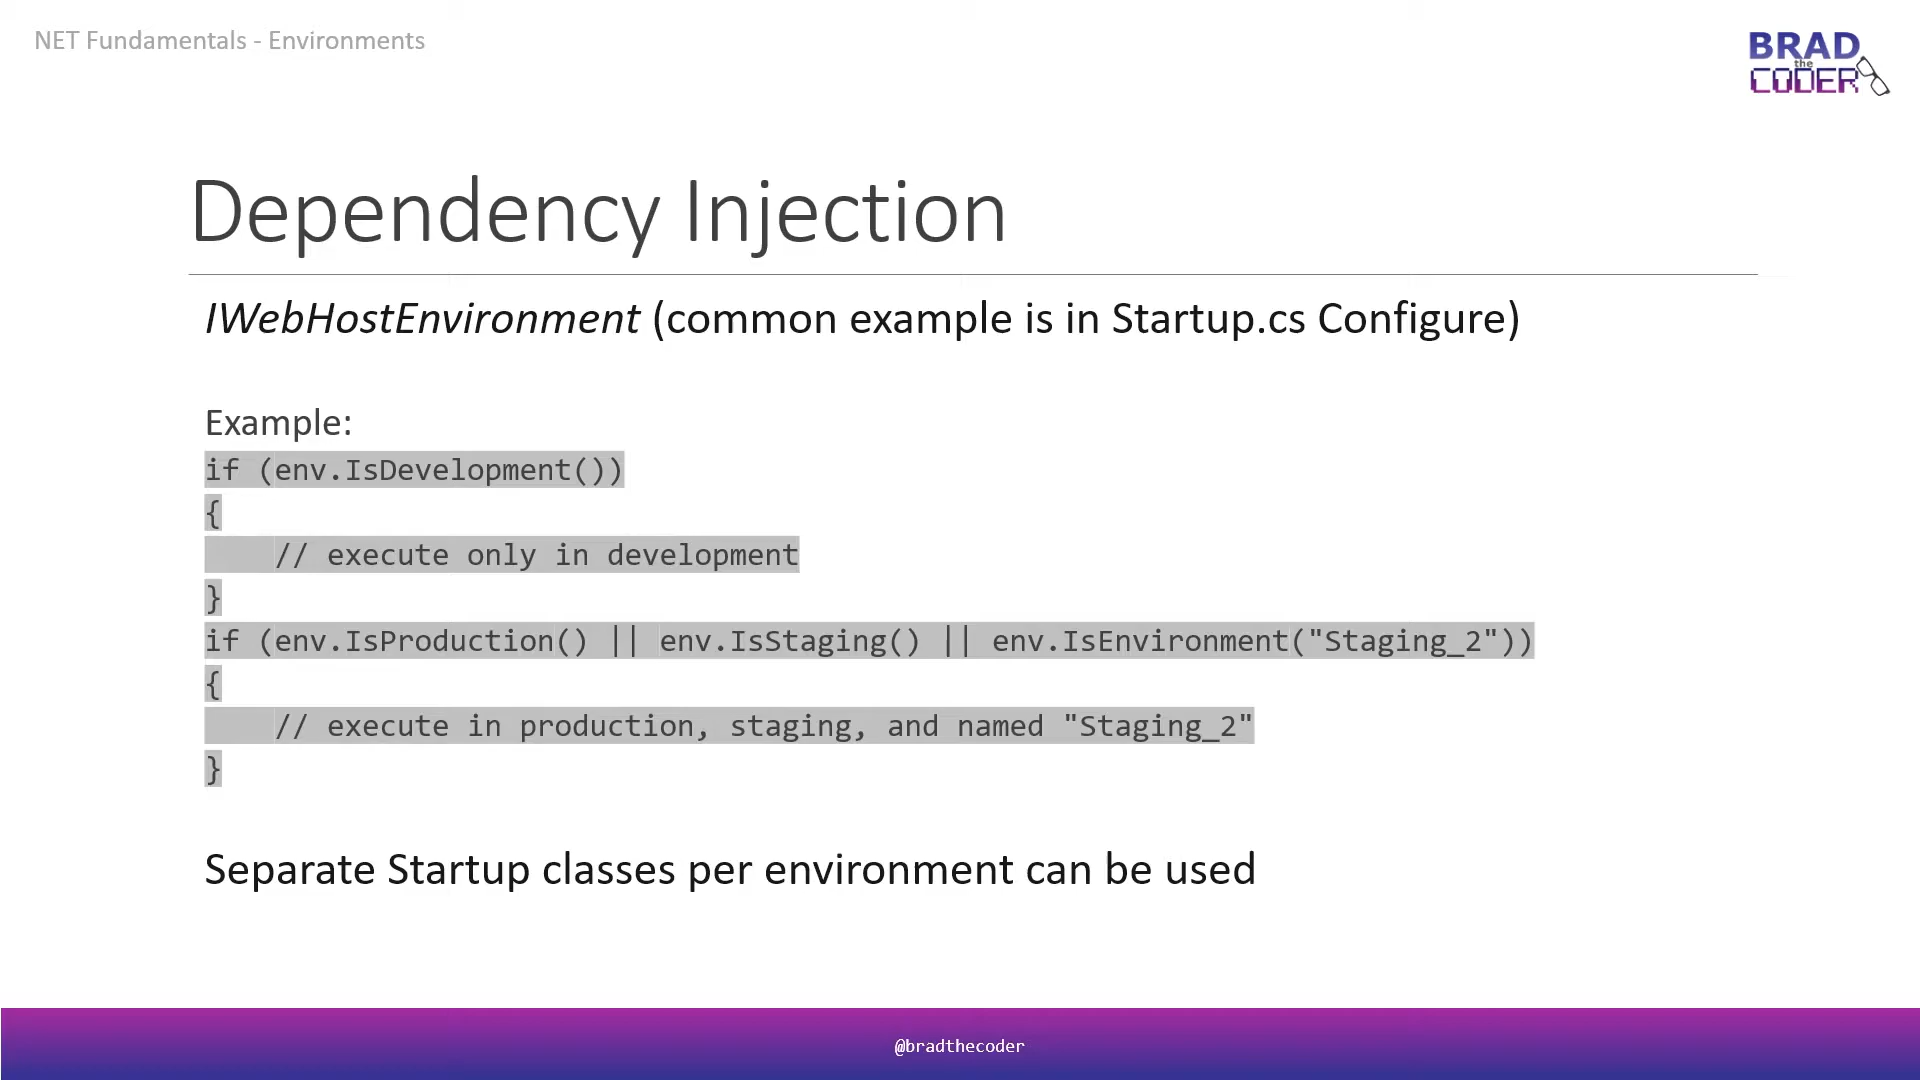 NET Fundamentals - Environments
BRAD
the
CODER
Dependency Injection
IWebHostEnvironment (common example is in Startup.cs Configure)
Example:
if (env.IsDevelopment())
{
    // execute only in development
}
if (env.IsProduction() || env.IsStaging() || env.IsEnvironment("Staging_2"))
{
    // execute in production, staging, and named "Staging_2"
}
Separate Startup classes per environment can be used
@bradthecoder